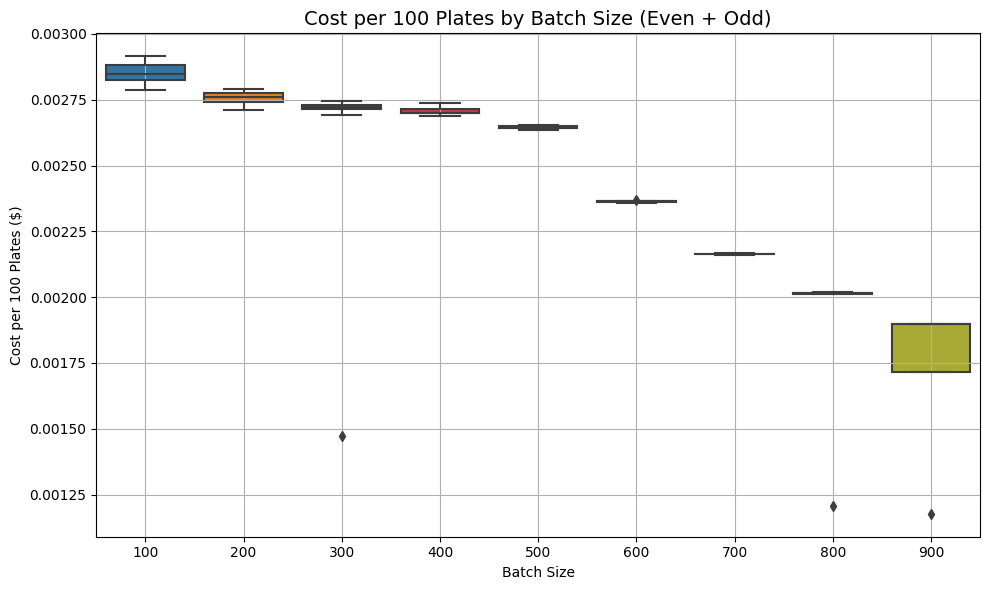 Cost per 100 Plates by Batch Size (Even + Odd)
Cost per 100 Plates ($)
0.00300
0.00275
0.00250
0.00225
0.00200
0.00175
0.00150
0.00125
100 200 300 400 500 600 700 800 900
Batch Size